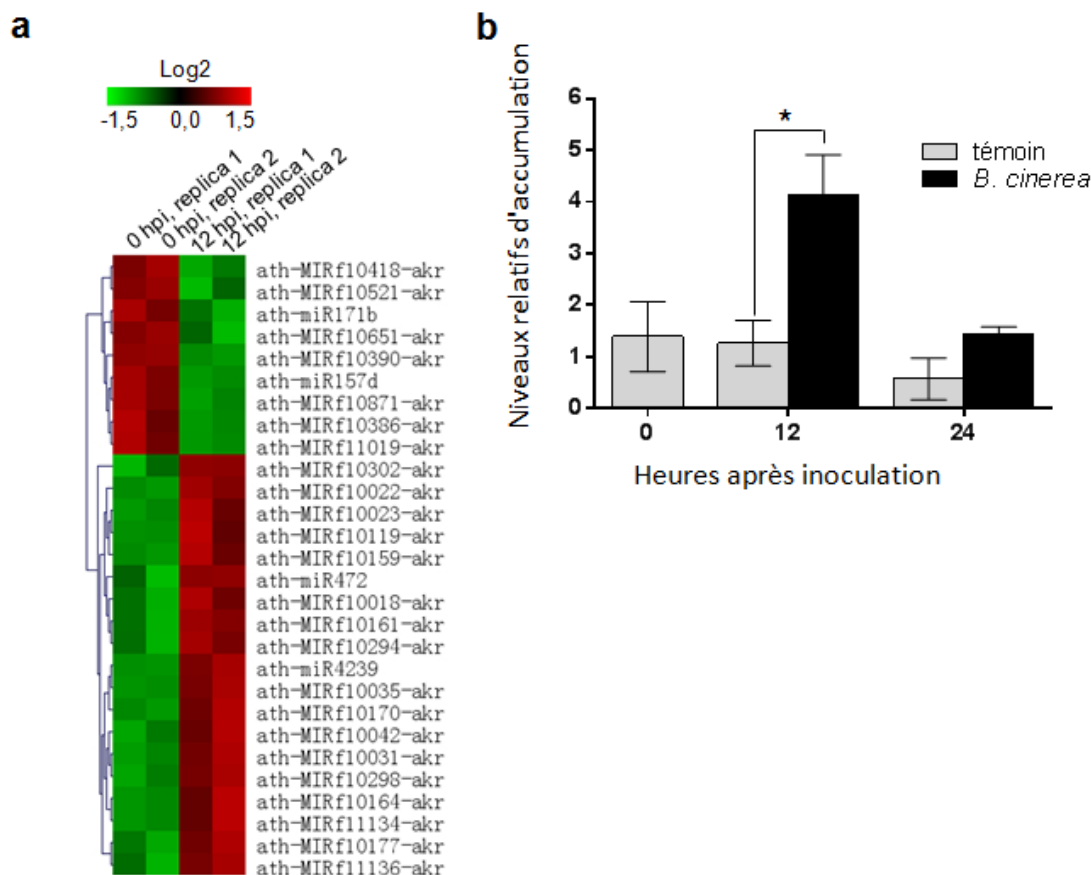 a
Log2
-1,5 0,0 1,5
0 hpi, replica 1
0 hpi, replica 2
12 hpi, replica 1
12 hpi, replica 2
ath-MIRf10418-akr
ath-MIRf10521-akr
ath-miR171b
ath-MIRf10651-akr
ath-MIRf10390-akr
ath-miR157d
ath-MIRf10871-akr
ath-MIRf10386-akr
ath-MIRf11019-akr
ath-MIRf10302-akr
ath-MIRf10022-akr
ath-MIRf10023-akr
ath-MIRf10119-akr
ath-MIRf10159-akr
ath-miR472
ath-MIRf10018-akr
ath-MIRf10161-akr
ath-MIRf10294-akr
ath-miR4239
ath-MIRf10035-akr
ath-MIRf10170-akr
ath-MIRf10042-akr
ath-MIRf10031-akr
ath-MIRf10298-akr
ath-MIRf10164-akr
ath-MIRf11134-akr
ath-MIRf10177-akr
ath-MIRf11136-akr
b
Niveaux relatifs d'accumulation
6
5
4
3
2
1
0
*
témoin
B. cinerea
0 12 24
Heures après inoculation